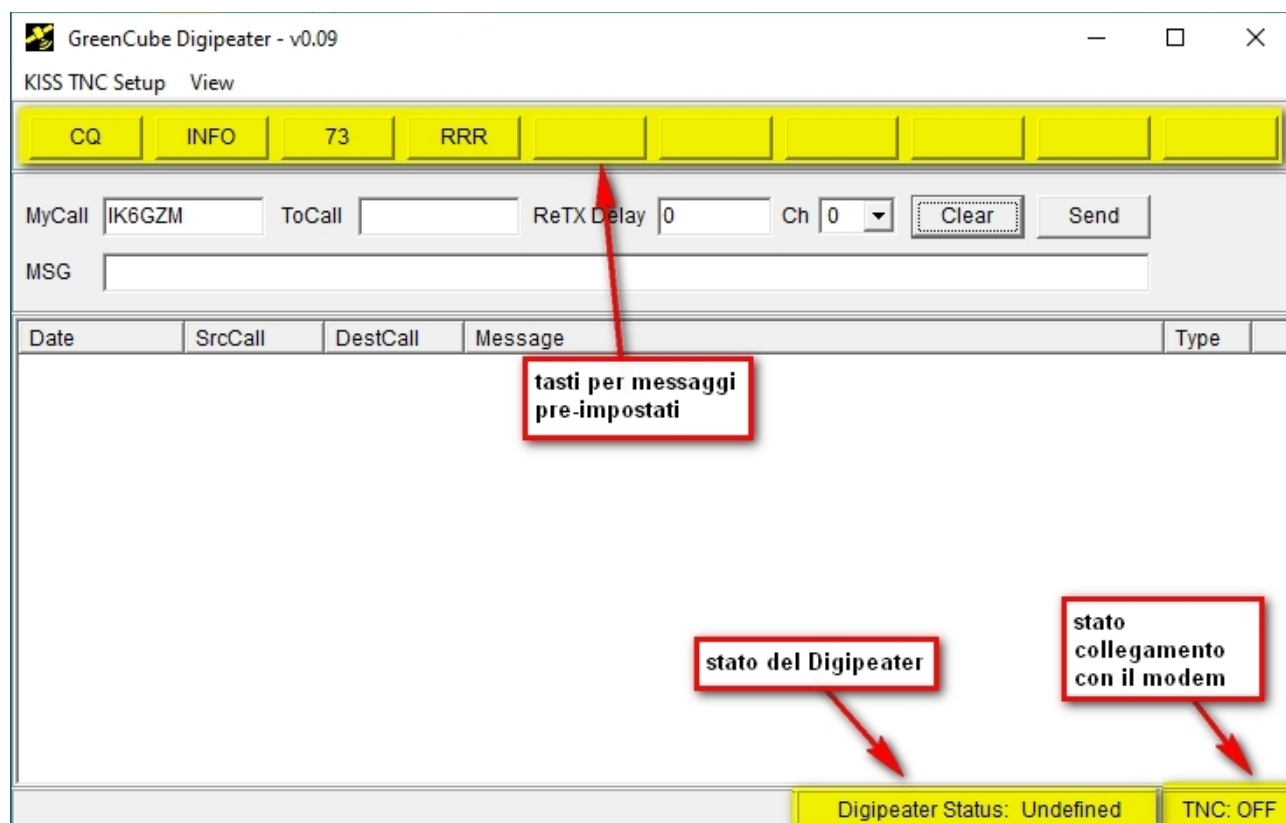 GreenCube Digipeater - v0.09
KISS TNC Setup View
CQ INFO 73 RRR
MyCall IK6GZM ToCall ReTX Delay 0 Ch 0 Clear Send
MSG
Date SrcCall DestCall Message Type
tasti per messaggi
pre-impostati
stato
collegamento
con il modem
stato del Digipeater
Digipeater Status: Undefined TNC: OFF